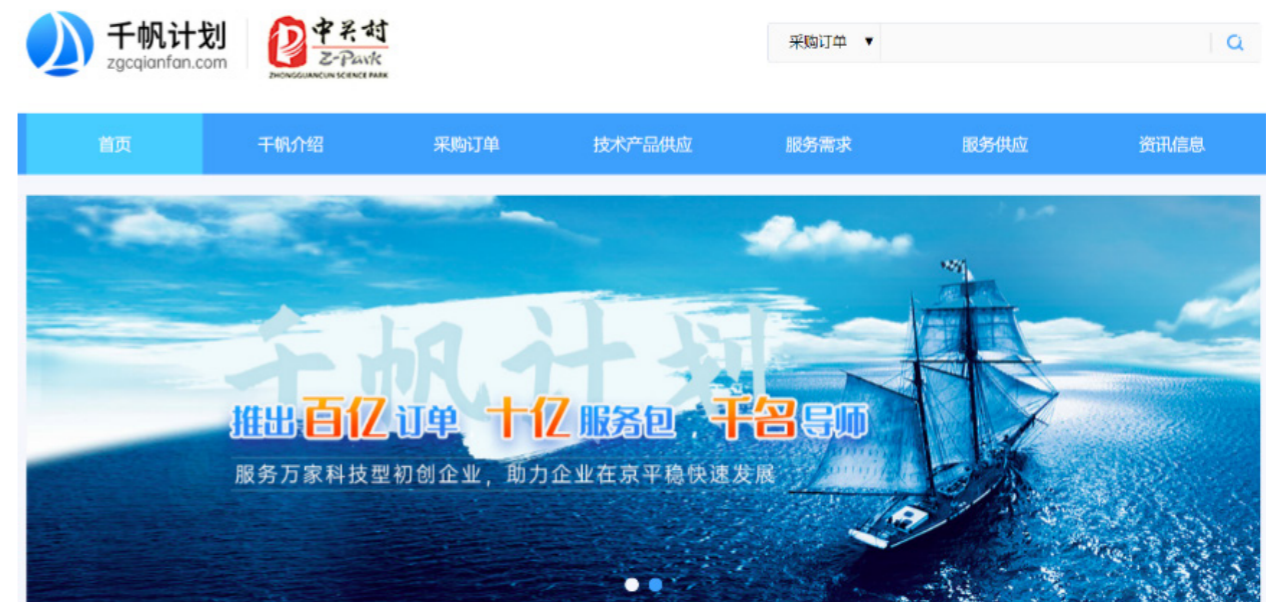 千帆计划
zgcqianfan.com
中关村
Z-Park
ZHONGGUANCUN SCIENCE PARK
采购订单 ▼
首页 千帆介绍 采购订单 技术产品供应 服务需求 服务供应 资讯信息
千帆计划
推出百亿订单 十亿服务包,千名导师
服务万家科技型初创企业，助力企业在京平稳快速发展